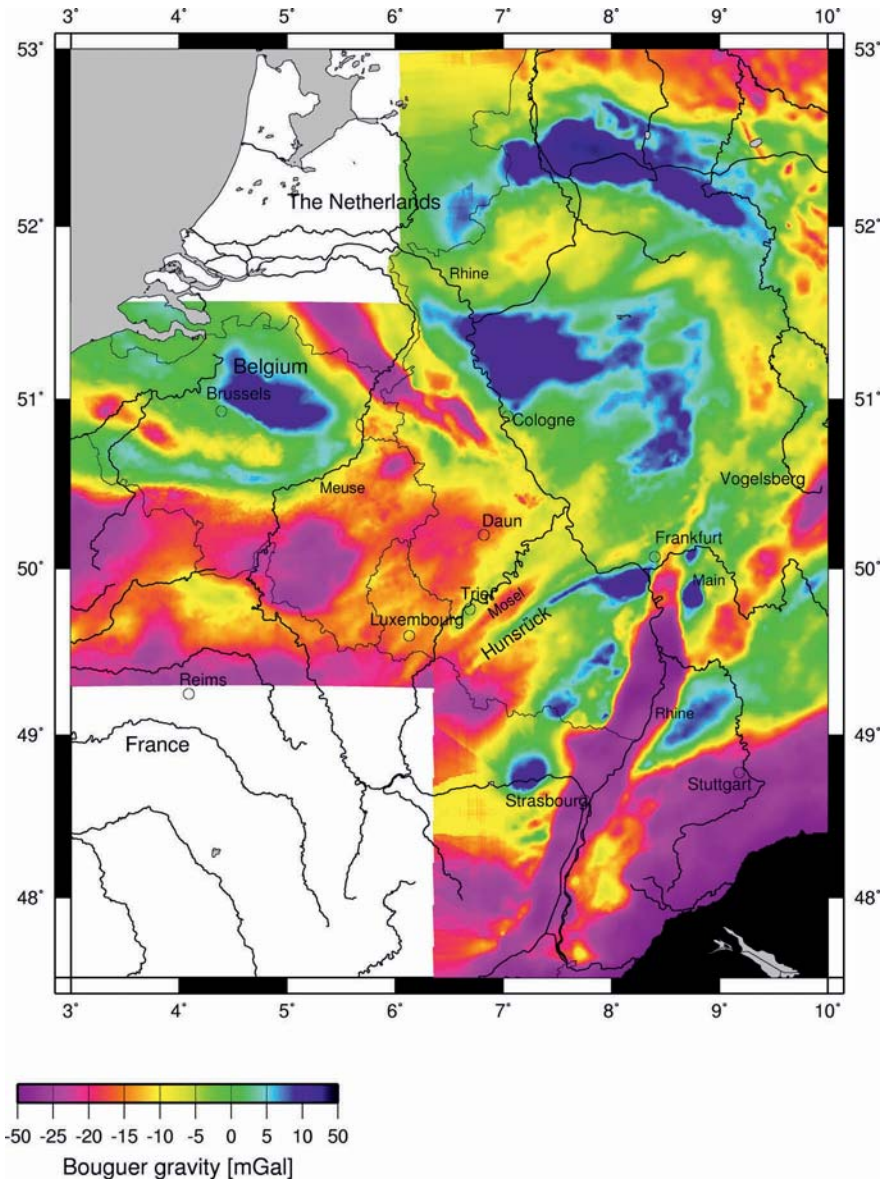 3° 4° 5° 6° 7° 8° 9° 10°
53° 53°
52° 52°
The Netherlands
Rhine
Belgium
51° 51°
Brussels
Cologne
Meuse
Vogelsberg
Daun
Frankfurt
50° 50°
Main
Trier
Mosel
Luxembourg
Hunsrück
Reims
Rhine
49° 49°
France
Stuttgart
Strasbourg
48° 48°
3° 4° 5° 6° 7° 8° 9° 10°
-50 -25 -20 -15 -10 -5 0 5 10 50
Bouguer gravity [mGal]